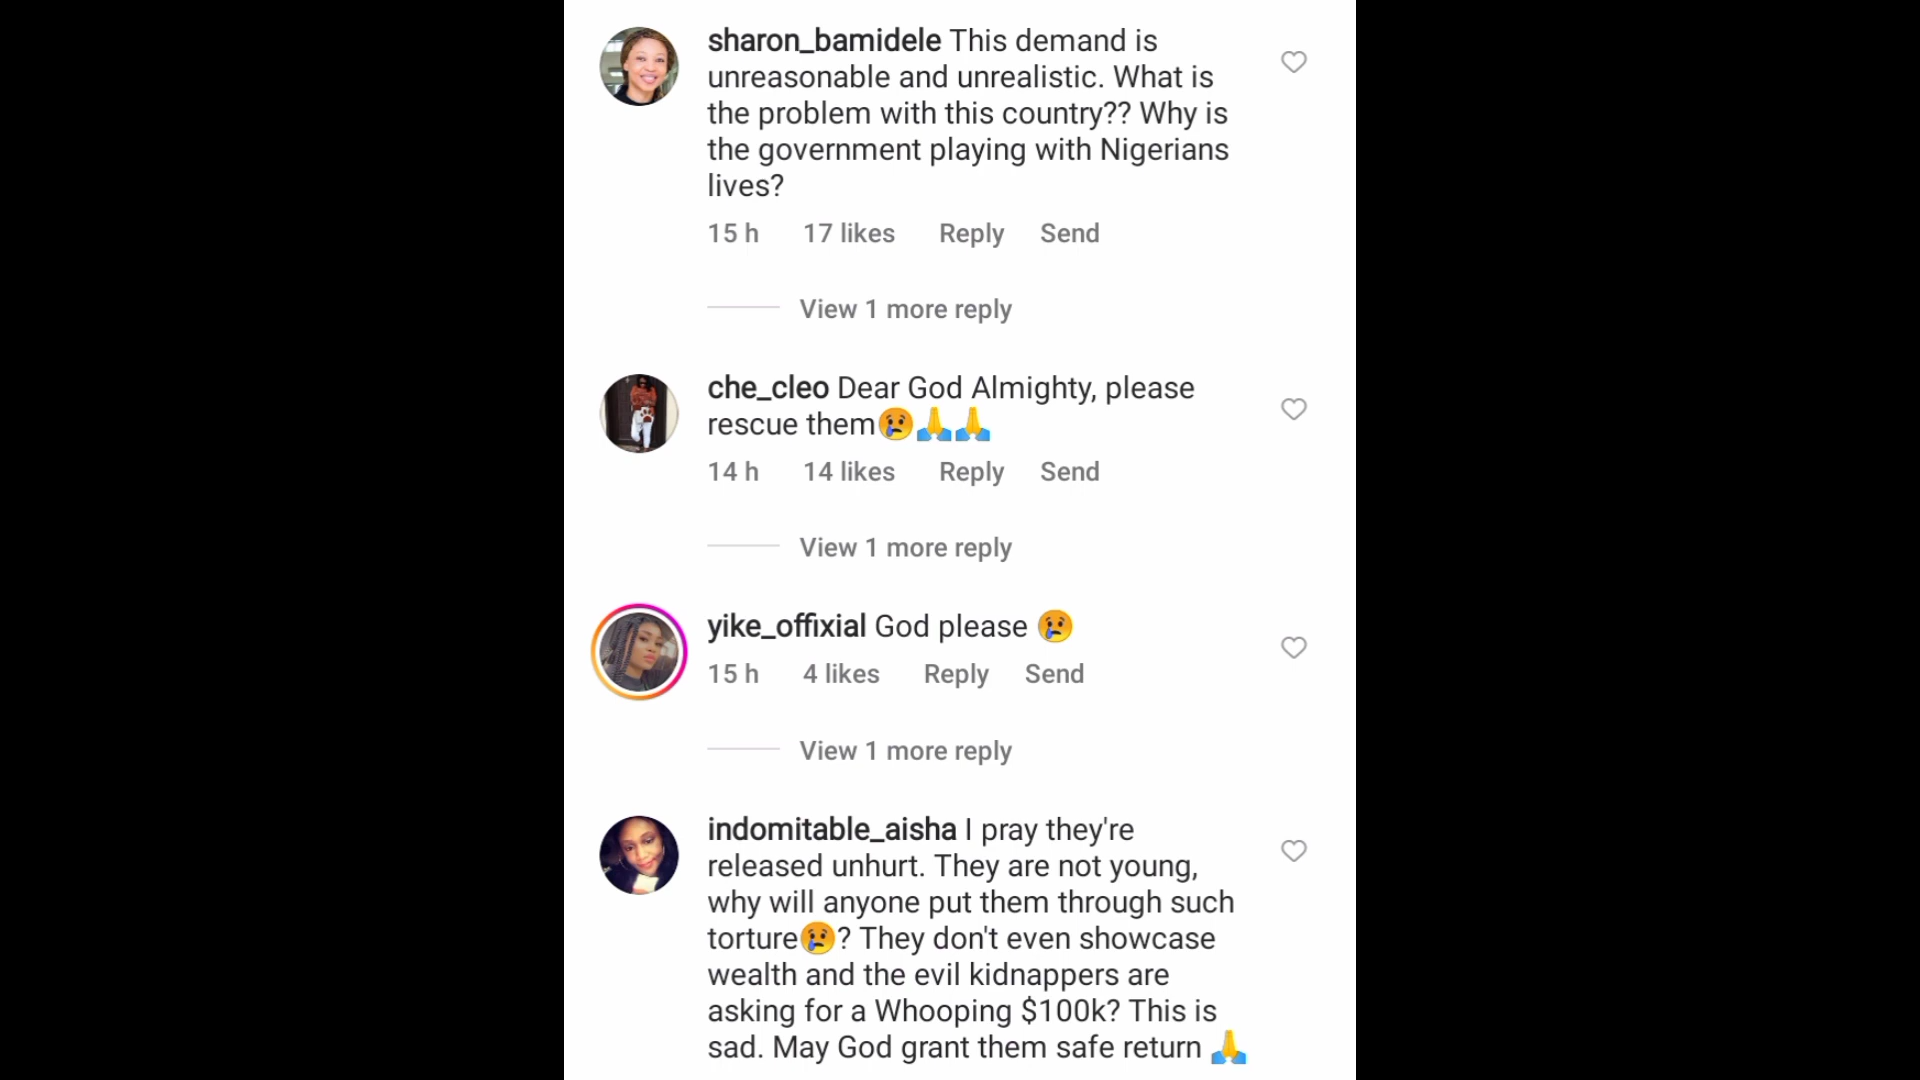 sharon_bamidele This demand is
unreasonable and unrealistic. What is
the problem with this country?? Why is
the government playing with Nigerians
lives?
15 h 17 likes Reply Send
View 1 more reply
che_cleo Dear God Almighty, please
rescue them😢🙏🙏
14 h 14 likes Reply Send
View 1 more reply
yike_offixial God please 😢
15 h 4 likes Reply Send
View 1 more reply
indomitable_aisha I pray they're
released unhurt. They are not young,
why will anyone put them through such
torture😢? They don't even showcase
wealth and the evil kidnappers are
asking for a Whooping $100k? This is
sad. May God grant them safe return 🙏